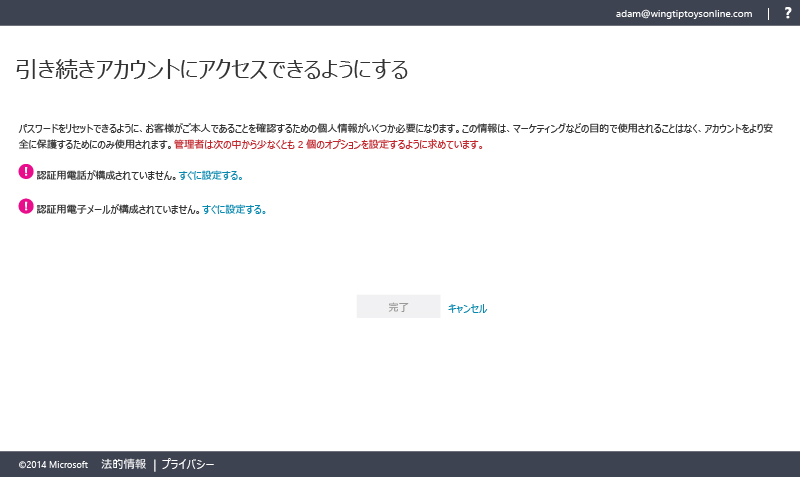 adam@wingtiptoysonline.com | ?
引き続きアカウントにアクセスできるようにする
パスワードをリセットできるように、お客様がご本人であることを確認するための個人情報がいくつか必要になります。この情報は、マーケティングなどの目的で使用されることはなく、アカウントをより安
全に保護するためにのみ使用されます。管理者は次の中から少なくとも 2 個のオプションを設定するように求めています。
! 認証用電話が構成されていません。すぐに設定する。
! 認証用電子メールが構成されていません。すぐに設定する。
完了 キャンセル
©2014 Microsoft 法的情報 | プライバシー